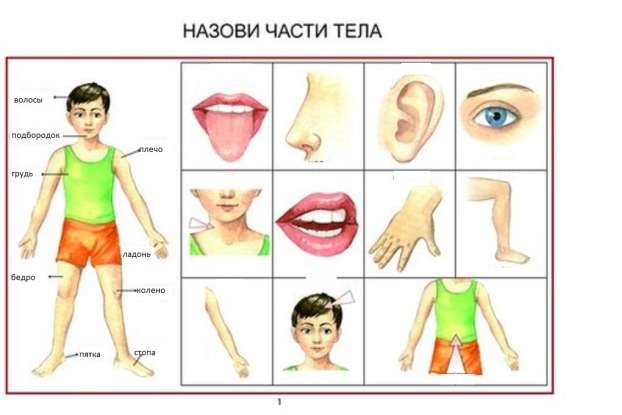 НАЗОВИ ЧАСТИ ТЕЛА
волосы
подбородок
плечо
грудь
ладонь
бедро
колено
пятка
стопа
1